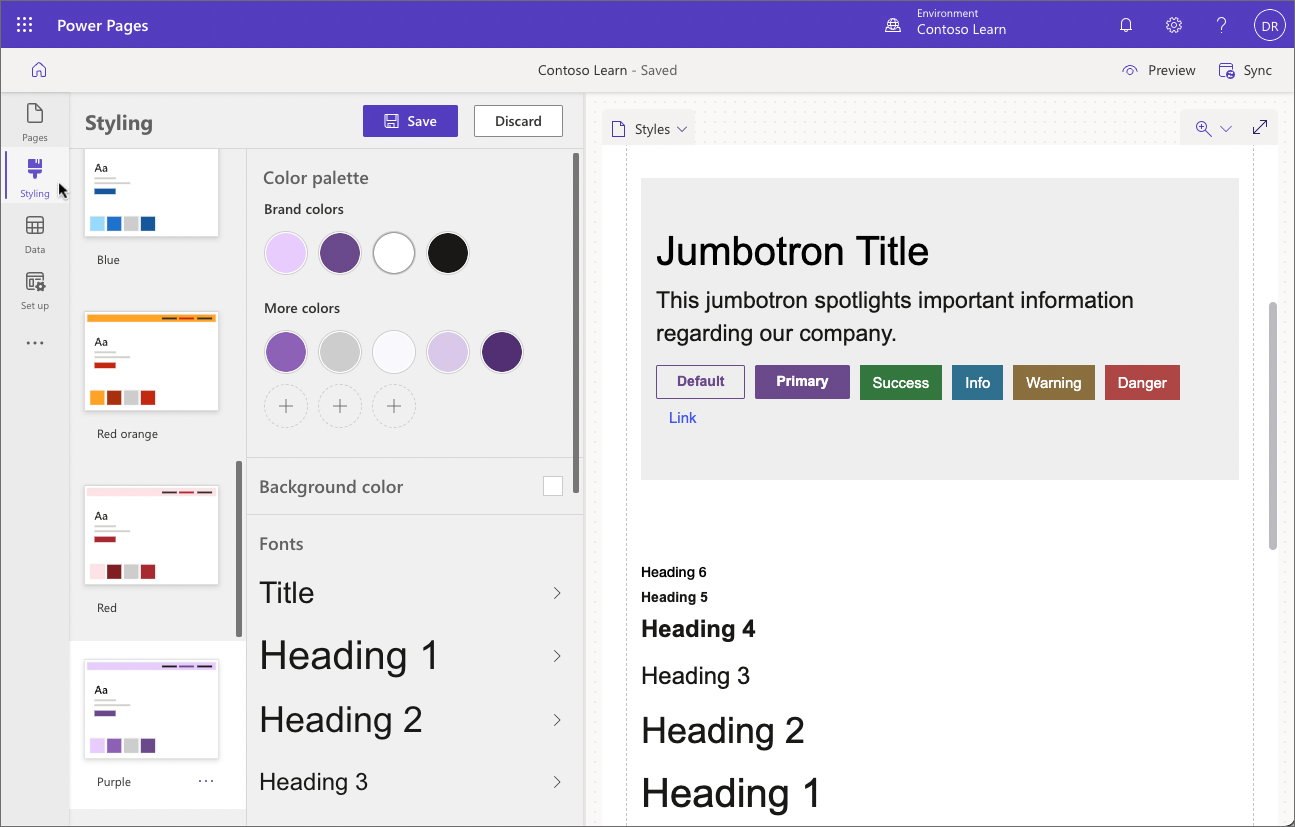 Power Pages
Environment
Contoso Learn
DR
Contoso Learn - Saved
Preview
Sync
Pages
Styling
Data
Set up
Styling
Save
Discard
Aa
Blue
Aa
Red orange
Aa
Red
Aa
Purple
Color palette
Brand colors
More colors
Background color
Fonts
Title
Heading 1
Heading 2
Heading 3
Styles
Jumbotron Title
This jumbotron spotlights important information
regarding our company.
Default Primary Success Info Warning Danger
Link
Heading 6
Heading 5
Heading 4
Heading 3
Heading 2
Heading 1